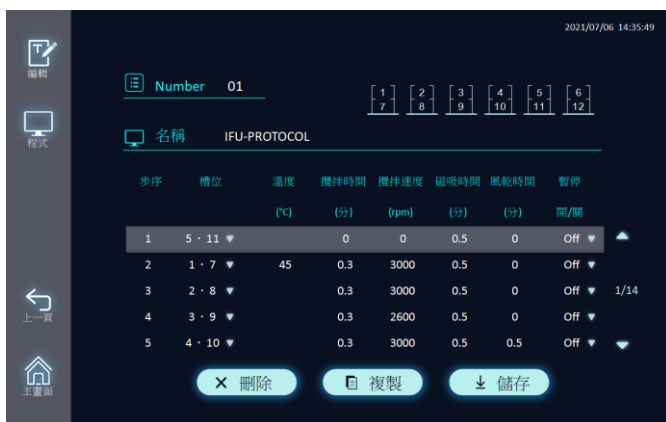 2021/07/06 14:35:49
編輯
程式
上一頁
主畫面
Number 01
1 2 3 4 5 6
7 8 9 10 11 12
名稱 IFU-PROTOCOL
步序 槽位 溫度 攪拌時間 攪拌速度 磁吸時間 風乾時間 暫停
(°C) (分) (rpm) (分) (分) 開/關
1 5 · 11 ▼ 0 0 0.5 0 Off ▼
2 1 · 7 ▼ 45 0.3 3000 0.5 0 Off ▼
3 2 · 8 ▼ 0.3 3000 0.5 0 Off ▼ 1/14
4 3 · 9 ▼ 0.3 2600 0.5 0 Off ▼
5 4 · 10 ▼ 0.3 3000 0.5 0.5 Off ▼
刪除 複製 儲存